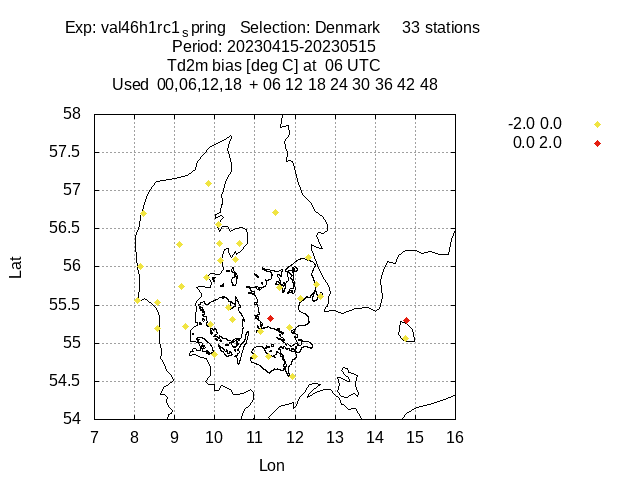 Exp: val46h1rc1spring Selection: Denmark 33 stations
Period: 20230415-20230515
Td2m bias [deg C] at 06 UTC
Used 00,06,12,18 + 06 12 18 24 30 36 42 48
-2.0 0.0
0.0 2.0
58
57.5
57
56.5
56
55.5
55
54.5
54
Lat
7 8 9 10 11 12 13 14 15 16
Lon